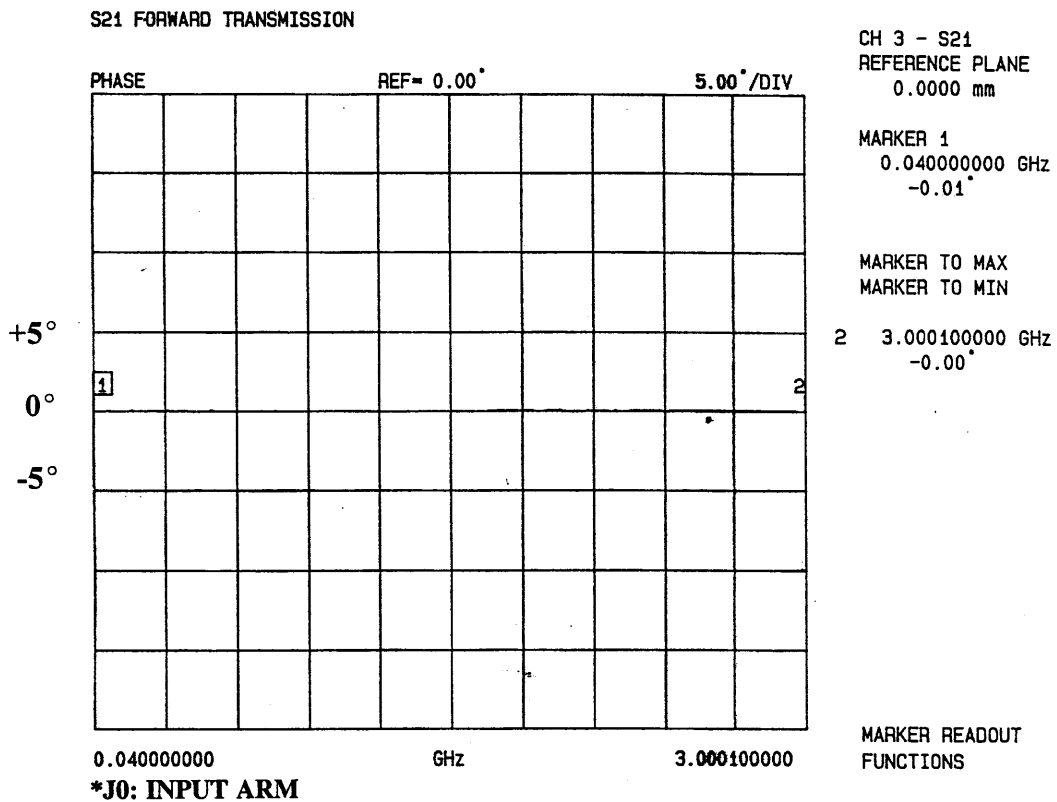 S21 FORWARD TRANSMISSION
CH 3 - S21
REFERENCE PLANE
0.0000 mm
PHASE REF= 0.00° 5.00°/DIV
MARKER 1
0.040000000 GHz
-0.01°
MARKER TO MAX
MARKER TO MIN
+5°
2 3.000100000 GHz
-0.00°
1 2
0°
-5°
MARKER READOUT
FUNCTIONS
0.040000000 GHz 3.000100000
*J0: INPUT ARM